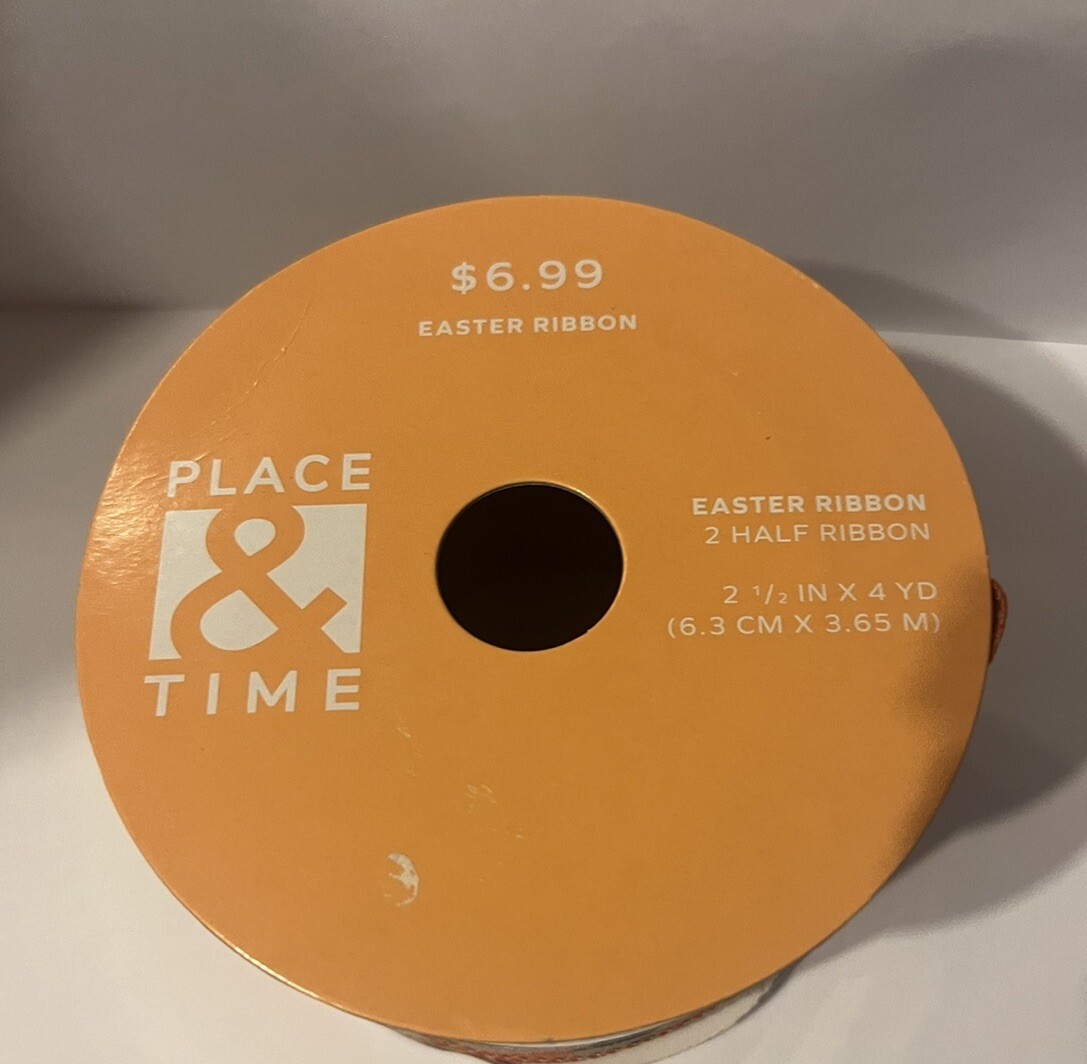 $6.99
EASTER RIBBON
PLACE
&
TIME
EASTER RIBBON
2 HALF RIBBON
2 1/2 IN X 4 YD
(6.3 CM X 3.65 M)